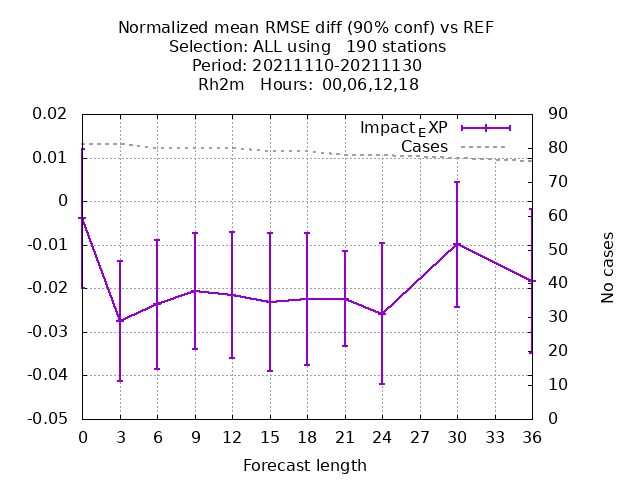 Normalized mean RMSE diff (90% conf) vs REF
Selection: ALL using   190 stations
Period: 20211110-20211130
Rh2m   Hours:  00,06,12,18
0.02
0.01
0
-0.01
-0.02
-0.03
-0.04
-0.05
Impact_EXP
Cases
90
80
70
60
50
40
30
20
10
0
No cases
0 3 6 9 12 15 18 21 24 27 30 33 36
Forecast length